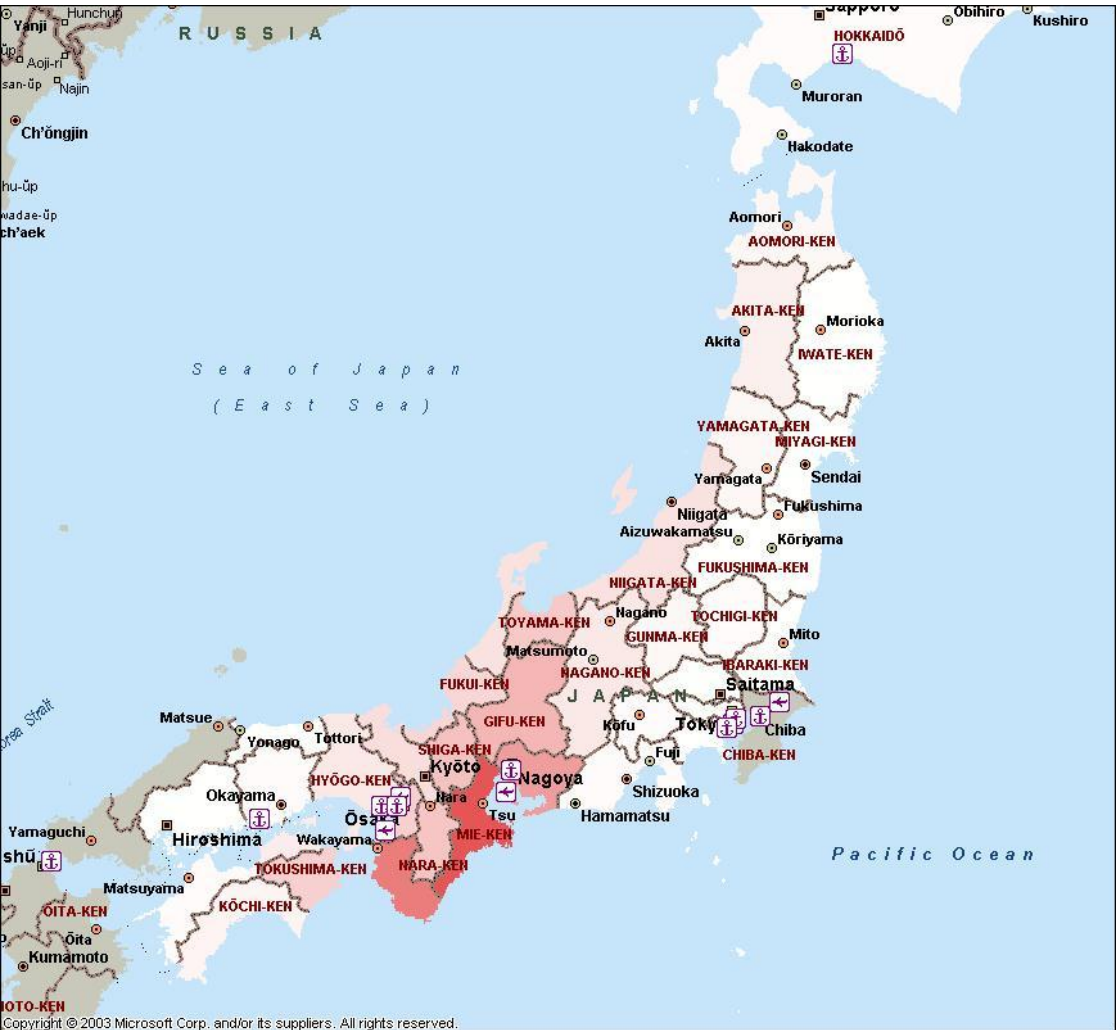 Hunchun
Obihiro
Sapporo
Yanji
Kushiro
RUSSIA
HOKKAIDŌ
Aoji-ri
san-ŭp
Najin
Muroran
Ch'ŏngjin
Hakodate
hu-ŭp
wadae-ŭp
Aomori
ch'aek
AOMORI-KEN
AKITA-KEN
Morioka
Akita
IWATE-KEN
Sea of Japan
(East Sea)
YAMAGATA-KEN
MIYAGI-KEN
Yamagata
Sendai
Niigata
Fukushima
Aizuwakamatsu
Kōriyama
FUKUSHIMA-KEN
NIIGATA-KEN
Nagano
TOCHIGI-KEN
TOYAMA-KEN
GUNMA-KEN
Mito
Matsumoto
IBARAKI-KEN
NAGANO-KEN
FUKUI-KEN
Saitama
JAPAN
orea Strait
Matsue
GIFU-KEN
Kōfu
Toky
Chiba
Yonago
Tottori
SHIGA-KEN
Fuji
CHIBA-KEN
Kyōto
HYŌGO-KEN
Nagoya
Shizuoka
Okayama
Nara
Tsu
Hamamatsu
Ōsaka
Yamaguchi
Hiroshima
Wakayama
MIE-KEN
Pacific Ocean
shū
TOKUSHIMA-KEN
NARA-KEN
Matsuyama
KŌCHI-KEN
ŌITA-KEN
Ōita
Kumamoto
MOTO-KEN
Copyright © 2003 Microsoft Corp. and/or its suppliers. All rights reserved.